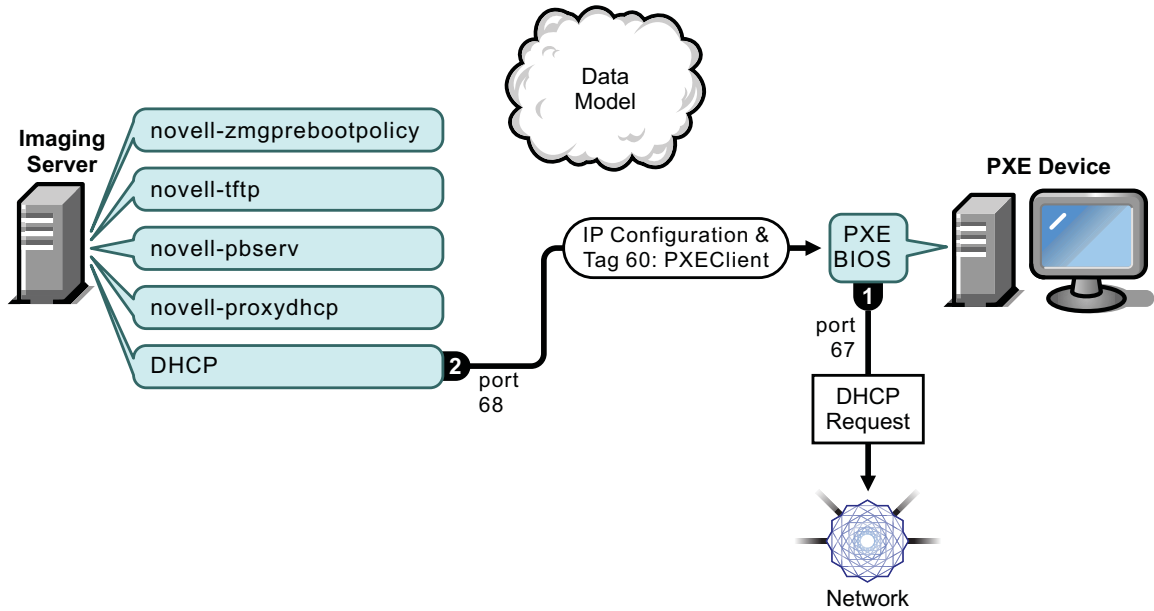 Data
Model
Imaging
Server
novell-zmgprebootpolicy
novell-tftp
novell-pbserv
novell-proxydhcp
DHCP
2
port
68
IP Configuration &
Tag 60: PXEClient
PXE Device
PXE
BIOS
1
port
67
DHCP
Request
Network